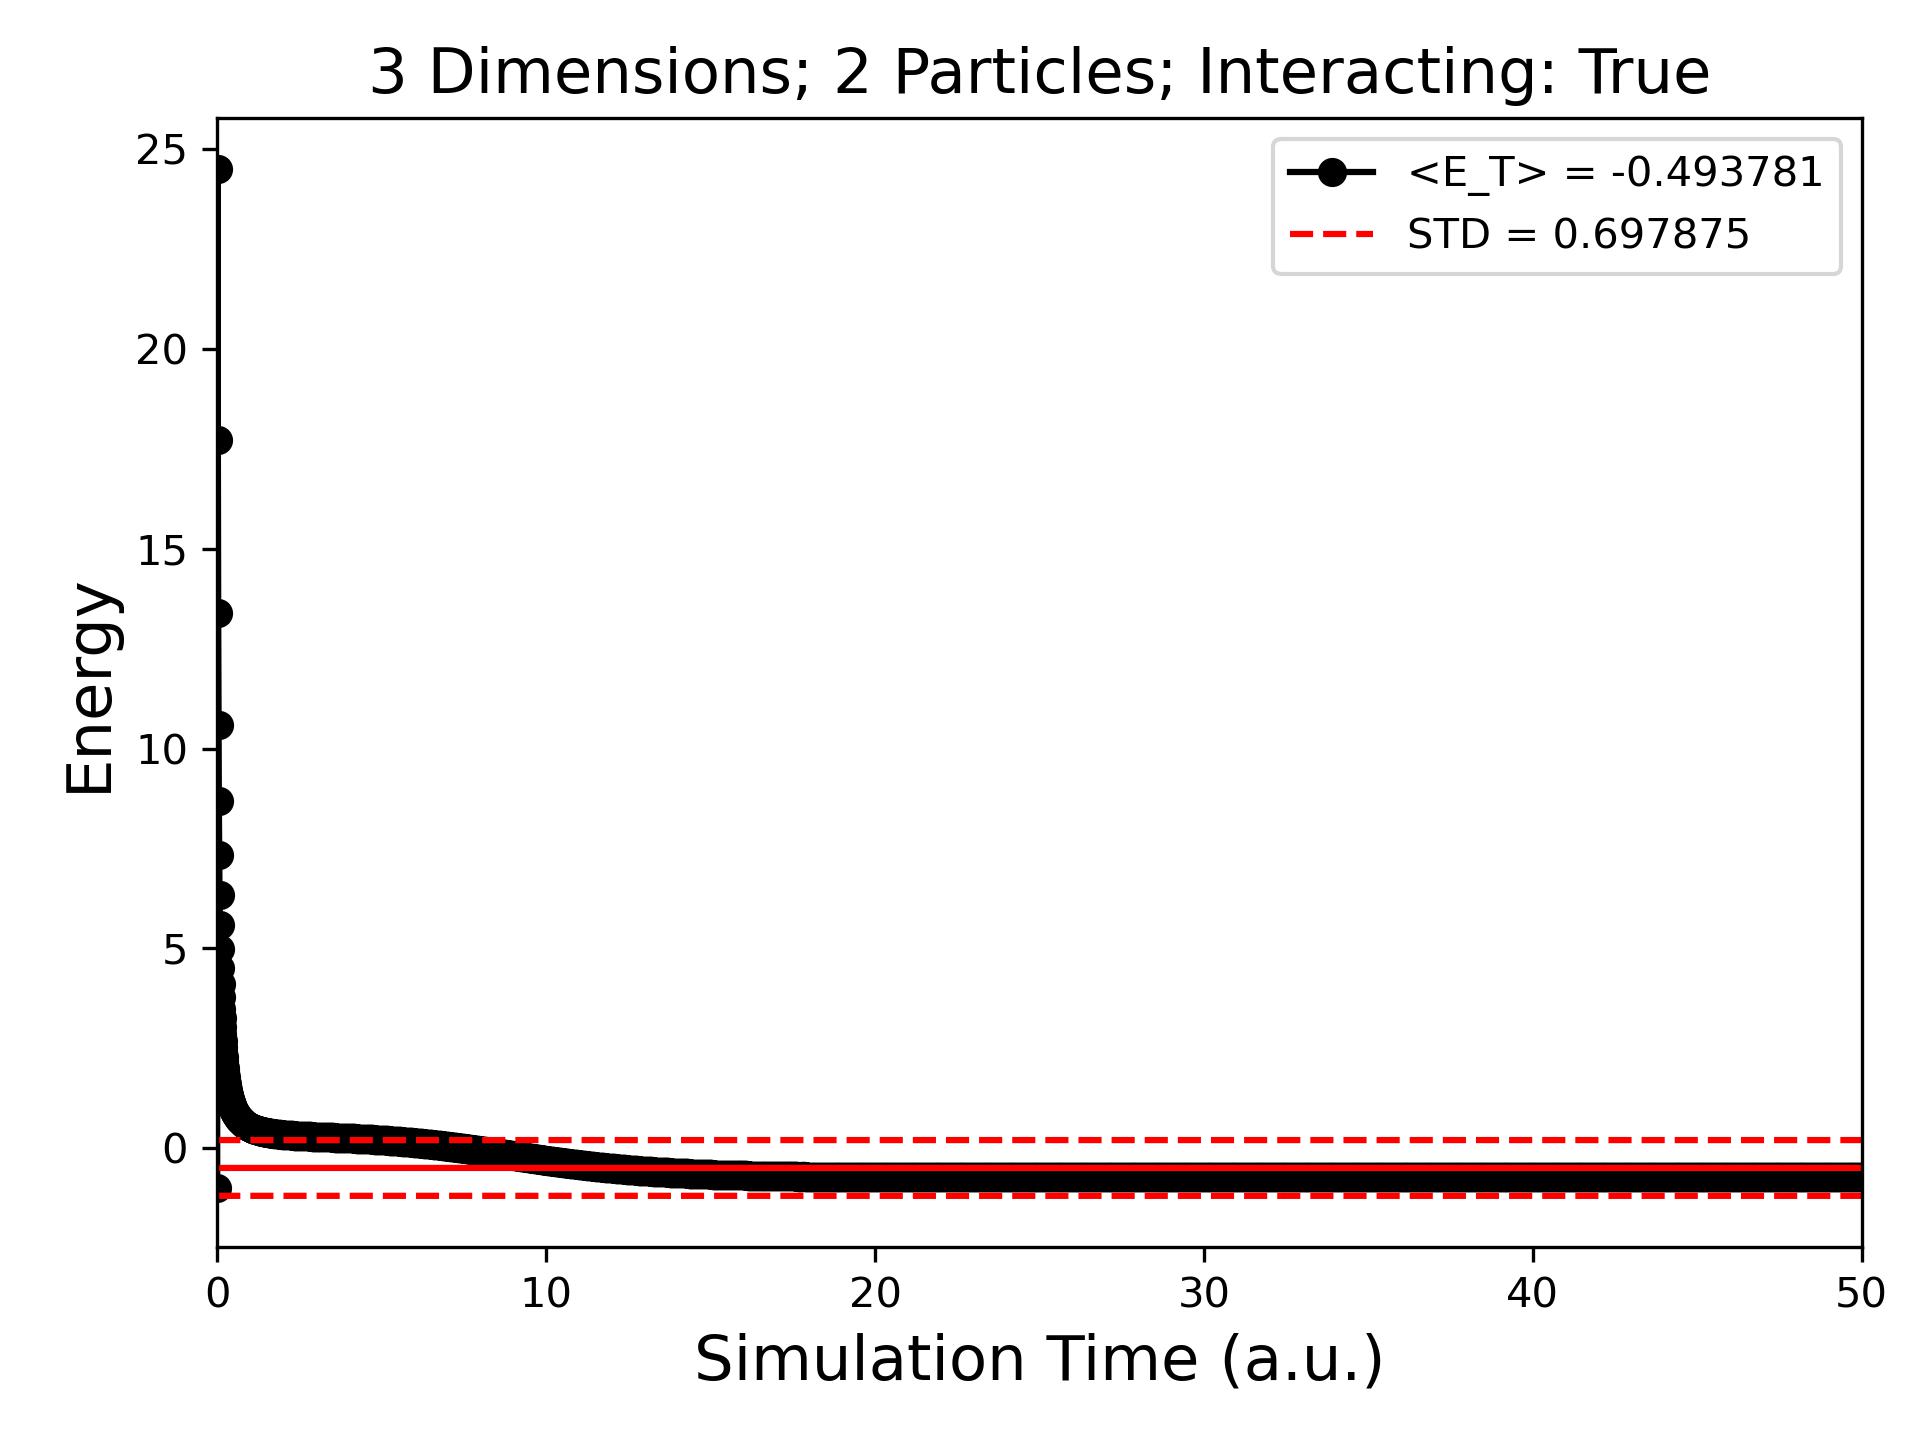 3 Dimensions; 2 Particles; Interacting: True
<E_T> = -0.493781
STD = 0.697875
Energy
25
20
15
10
5
0
0 10 20 30 40 50
Simulation Time (a.u.)